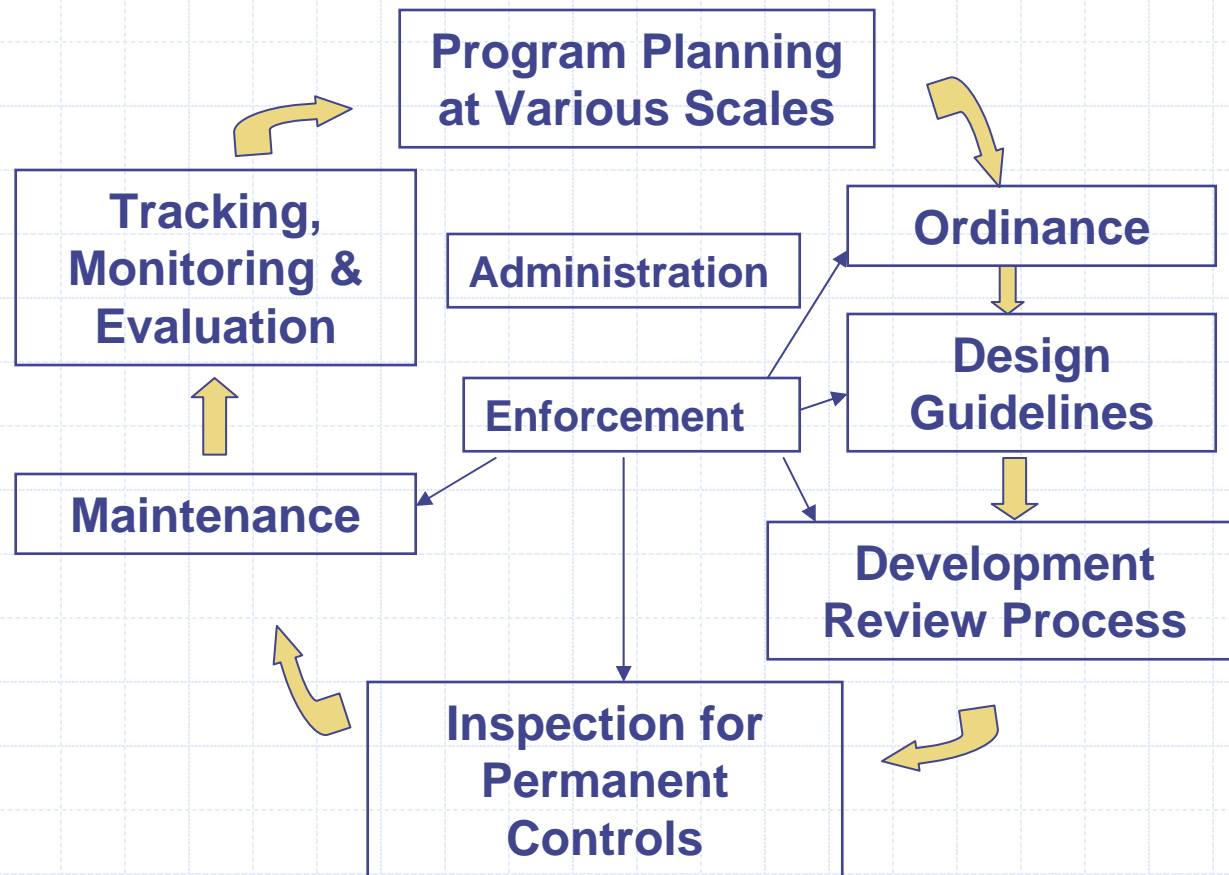 Program Planning
at Various Scales
Tracking,
Monitoring &
Evaluation
Administration
Ordinance
Enforcement
Design
Guidelines
Maintenance
Development
Review Process
Inspection for
Permanent
Controls